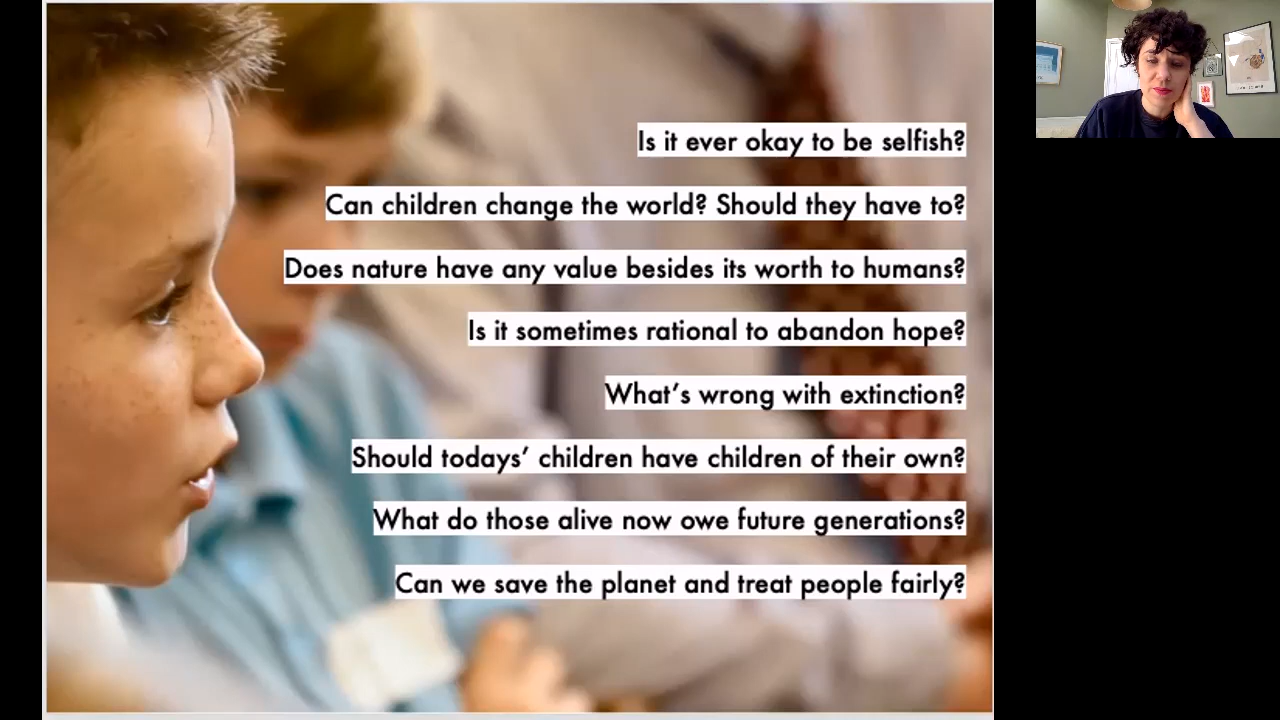 Is it ever okay to be selfish?
Can children change the world? Should they have to?
Does nature have any value besides its worth to humans?
Is it sometimes rational to abandon hope?
What's wrong with extinction?
Should todays' children have children of their own?
What do those alive now owe future generations?
Can we save the planet and treat people fairly?